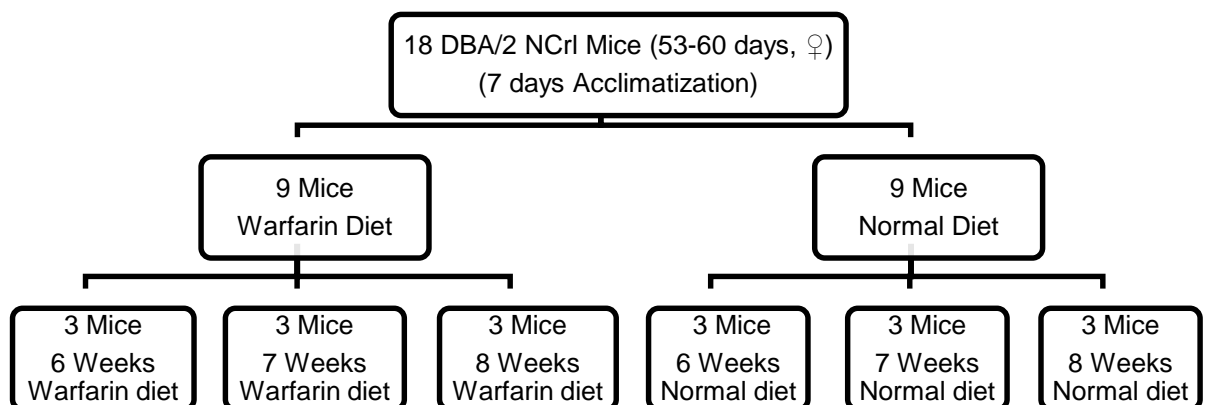 18 DBA/2 NCrl Mice (53-60 days, ♀)
(7 days Acclimatization)
9 Mice
Warfarin Diet
9 Mice
Normal Diet
3 Mice
6 Weeks
Warfarin diet
3 Mice
7 Weeks
Warfarin diet
3 Mice
8 Weeks
Warfarin diet
3 Mice
6 Weeks
Normal diet
3 Mice
7 Weeks
Normal diet
3 Mice
8 Weeks
Normal diet